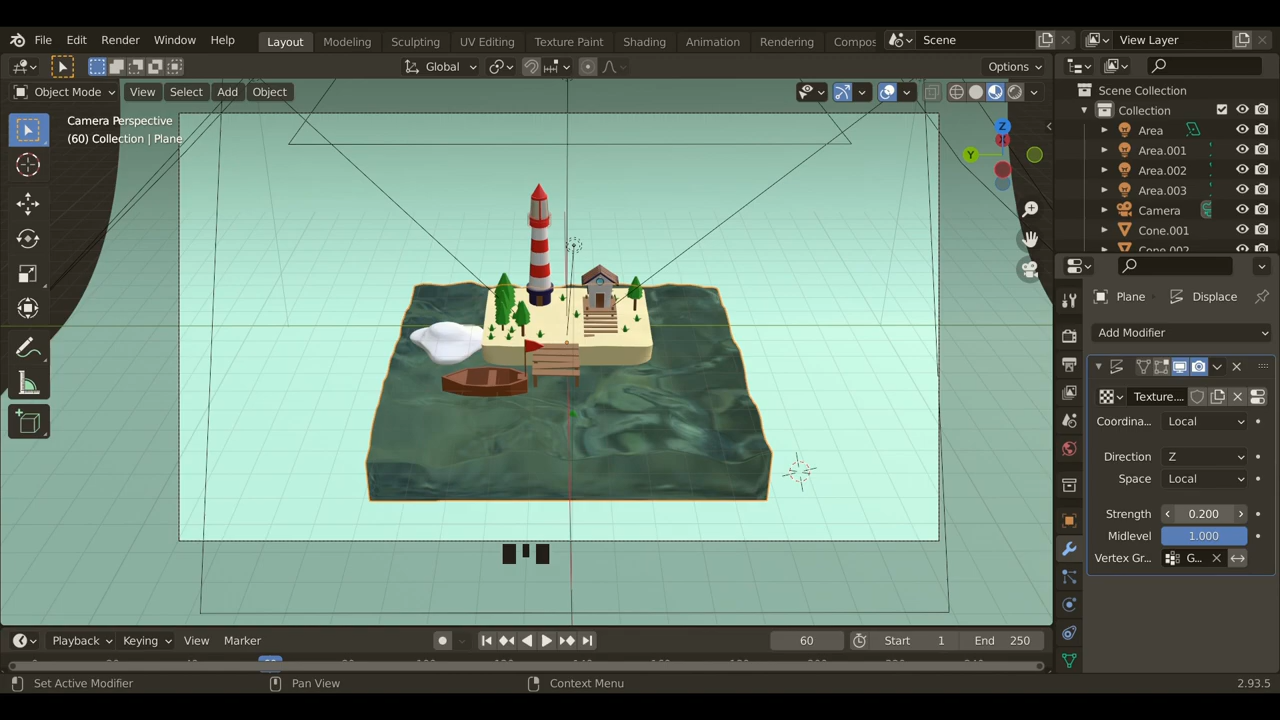 File Edit Render Window Help Layout Modeling Sculpting UV Editing Texture Paint Shading Animation Rendering Compos Scene View Layer
Global Options
Object Mode View Select Add Object Scene Collection
Camera Perspective
(60) Collection | Plane
Collection
Area
Area.001
Area.002
Area.003
Camera
Cone.001
Cone.002
Z
Y
Plane Displace
Add Modifier
Texture....
Coordina... Local
Direction Z
Space Local
Strength 0.200
Midlevel 1.000
Vertex Gr... G...
Playback Keying View Marker 60 Start 1 End 250
Set Active Modifier Pan View Context Menu 2.93.5